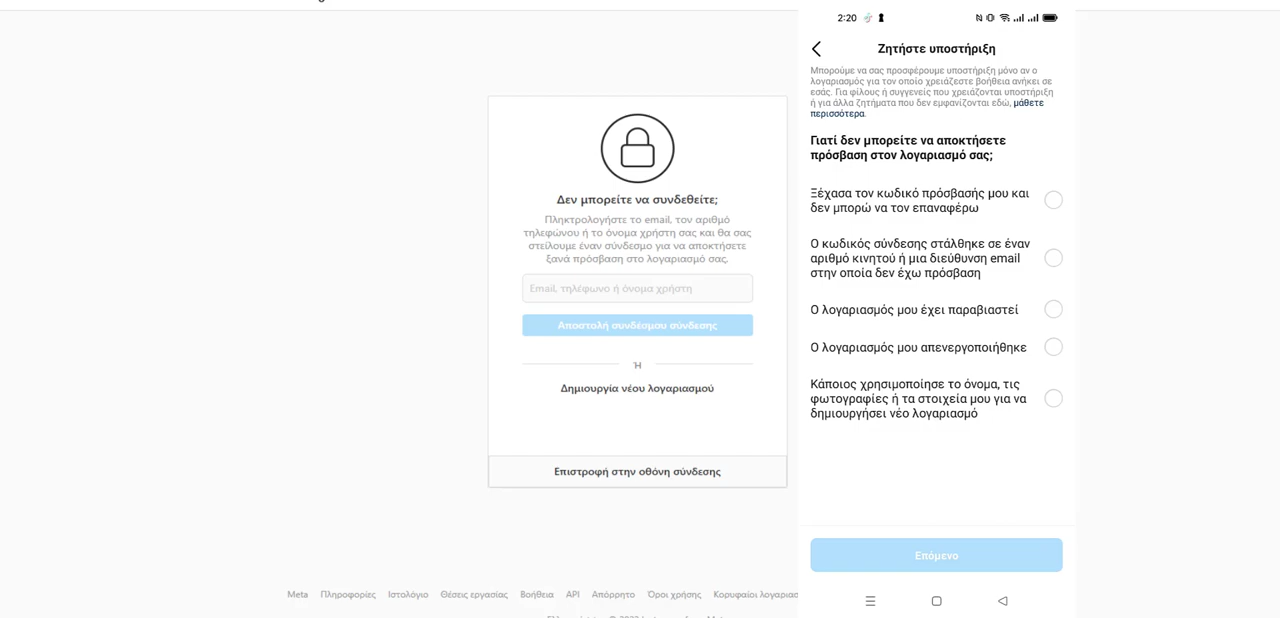 Δεν μπορείτε να συνδεθείτε;
Πληκτρολογήστε το email, τον αριθμό
τηλεφώνου ή το όνομα χρήστη σας και θα σας
στείλουμε έναν σύνδεσμο για να αποκτήσετε
ξανά πρόσβαση στο λογαριασμό σας.
Email, τηλέφωνο ή όνομα χρήστη
Αποστολή συνδέσμου σύνδεσης
Ή
Δημιουργία νέου λογαριασμού
Επιστροφή στην οθόνη σύνδεσης
Meta Πληροφορίες Ιστολόγιο Θέσεις εργασίας Βοήθεια API Απόρρητο Όροι χρήσης Κορυφαίοι λογαριασ
2:20
Ζητήστε υποστήριξη
Μπορούμε να σας προσφέρουμε υποστήριξη μόνο αν ο
λογαριασμός για τον οποίο χρειάζεστε βοήθεια ανήκει σε
εσάς. Για φίλους ή συγγενείς που χρειάζονται υποστήριξη
ή για άλλα ζητήματα που δεν εμφανίζονται εδώ, μάθετε
περισσότερα.
Γιατί δεν μπορείτε να αποκτήσετε
πρόσβαση στον λογαριασμό σας;
Ξέχασα τον κωδικό πρόσβασής μου και
δεν μπορώ να τον επαναφέρω
Ο κωδικός σύνδεσης στάλθηκε σε έναν
αριθμό κινητού ή μια διεύθυνση email
στην οποία δεν έχω πρόσβαση
Ο λογαριασμός μου έχει παραβιαστεί
Ο λογαριασμός μου απενεργοποιήθηκε
Κάποιος χρησιμοποίησε το όνομα, τις
φωτογραφίες ή τα στοιχεία μου για να
δημιουργήσει νέο λογαριασμό
Επόμενο